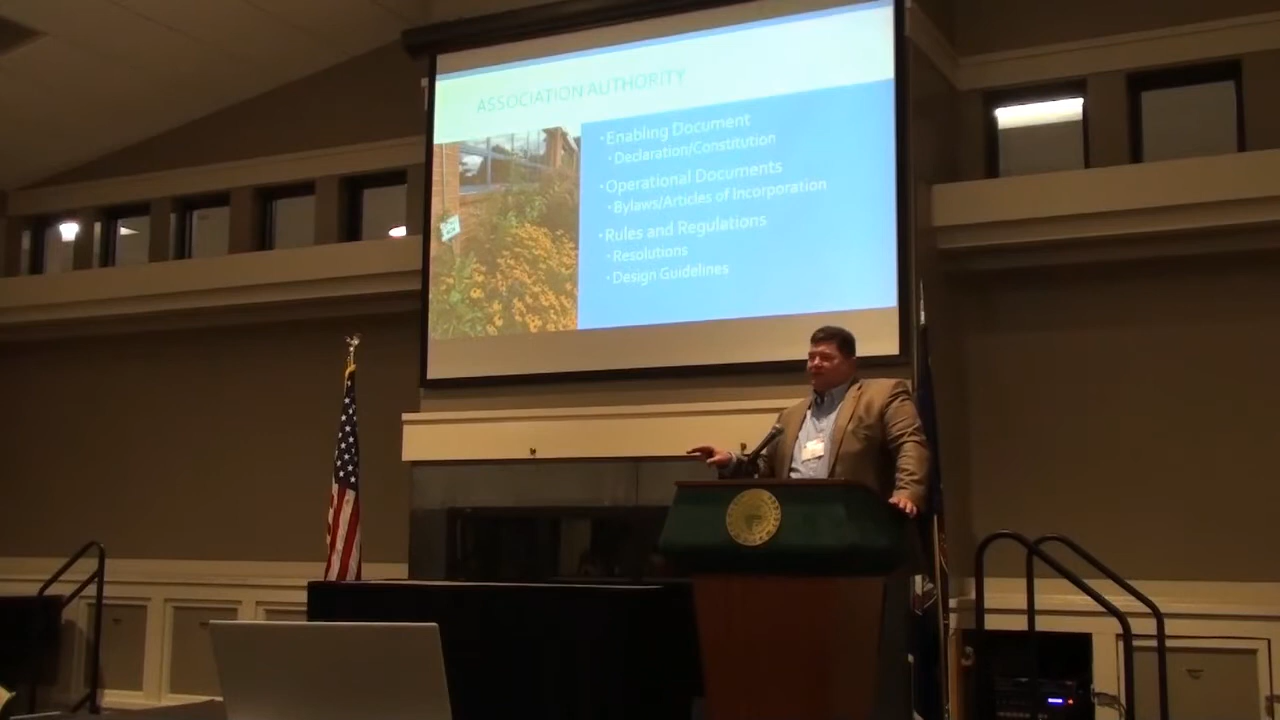 ASSOCIATION AUTHORITY
• Enabling Document
• Declaration/Constitution
• Operational Documents
• Bylaws/Articles of Incorporation
• Rules and Regulations
• Resolutions
• Design Guidelines